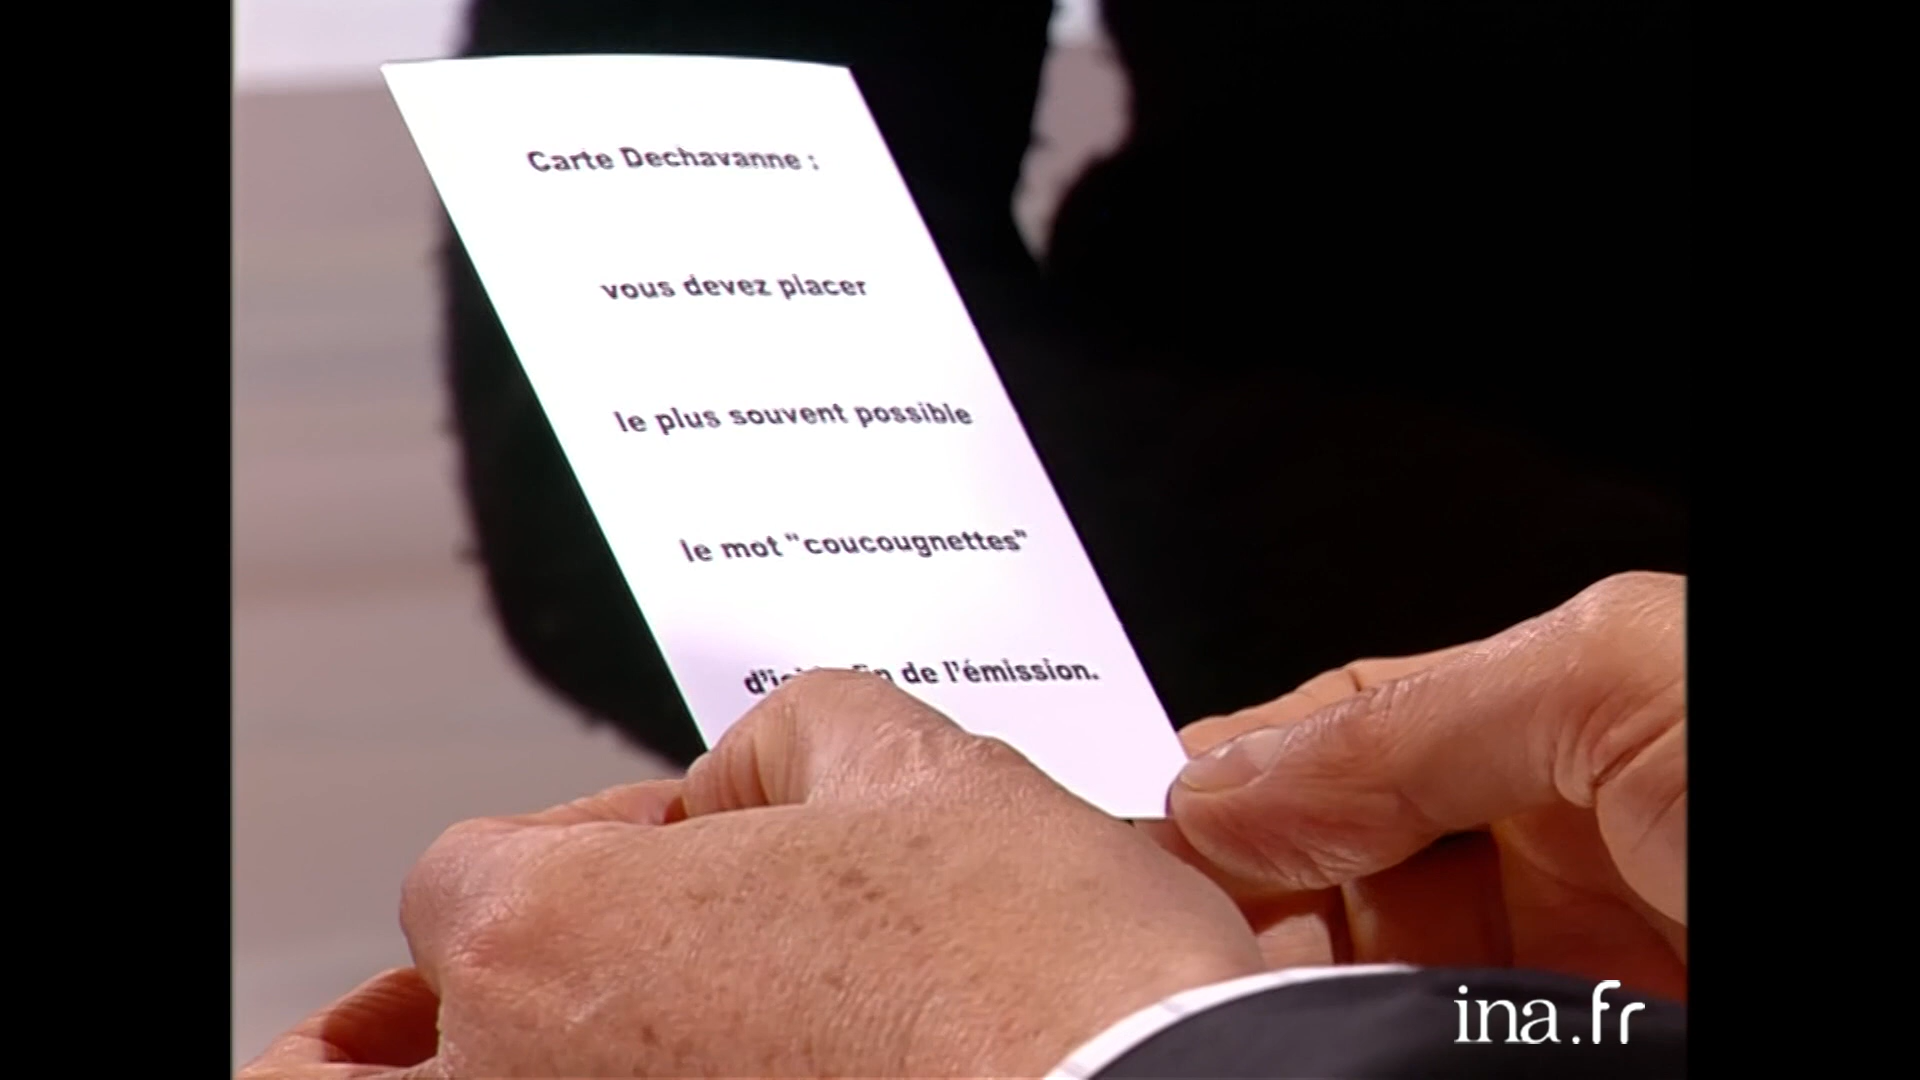 Carte Dechavanne :
vous devez placer
le plus souvent possible
le mot "coucougnettes"
de l'émission.
ina.fr